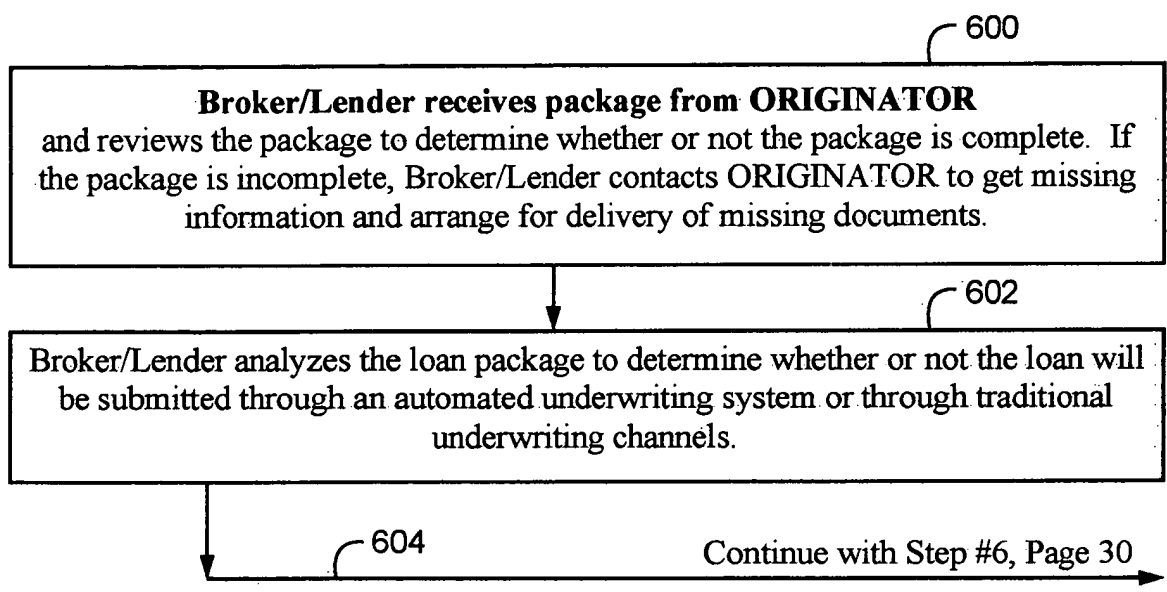 600
Broker/Lender receives package from ORIGINATOR
and reviews the package to determine whether or not the package is complete. If
the package is incomplete, Broker/Lender contacts ORIGINATOR to get missing
information and arrange for delivery of missing documents.
602
Broker/Lender analyzes the loan package to determine whether or not the loan will
be submitted through an automated underwriting system or through traditional
underwriting channels.
604
Continue with Step #6, Page 30